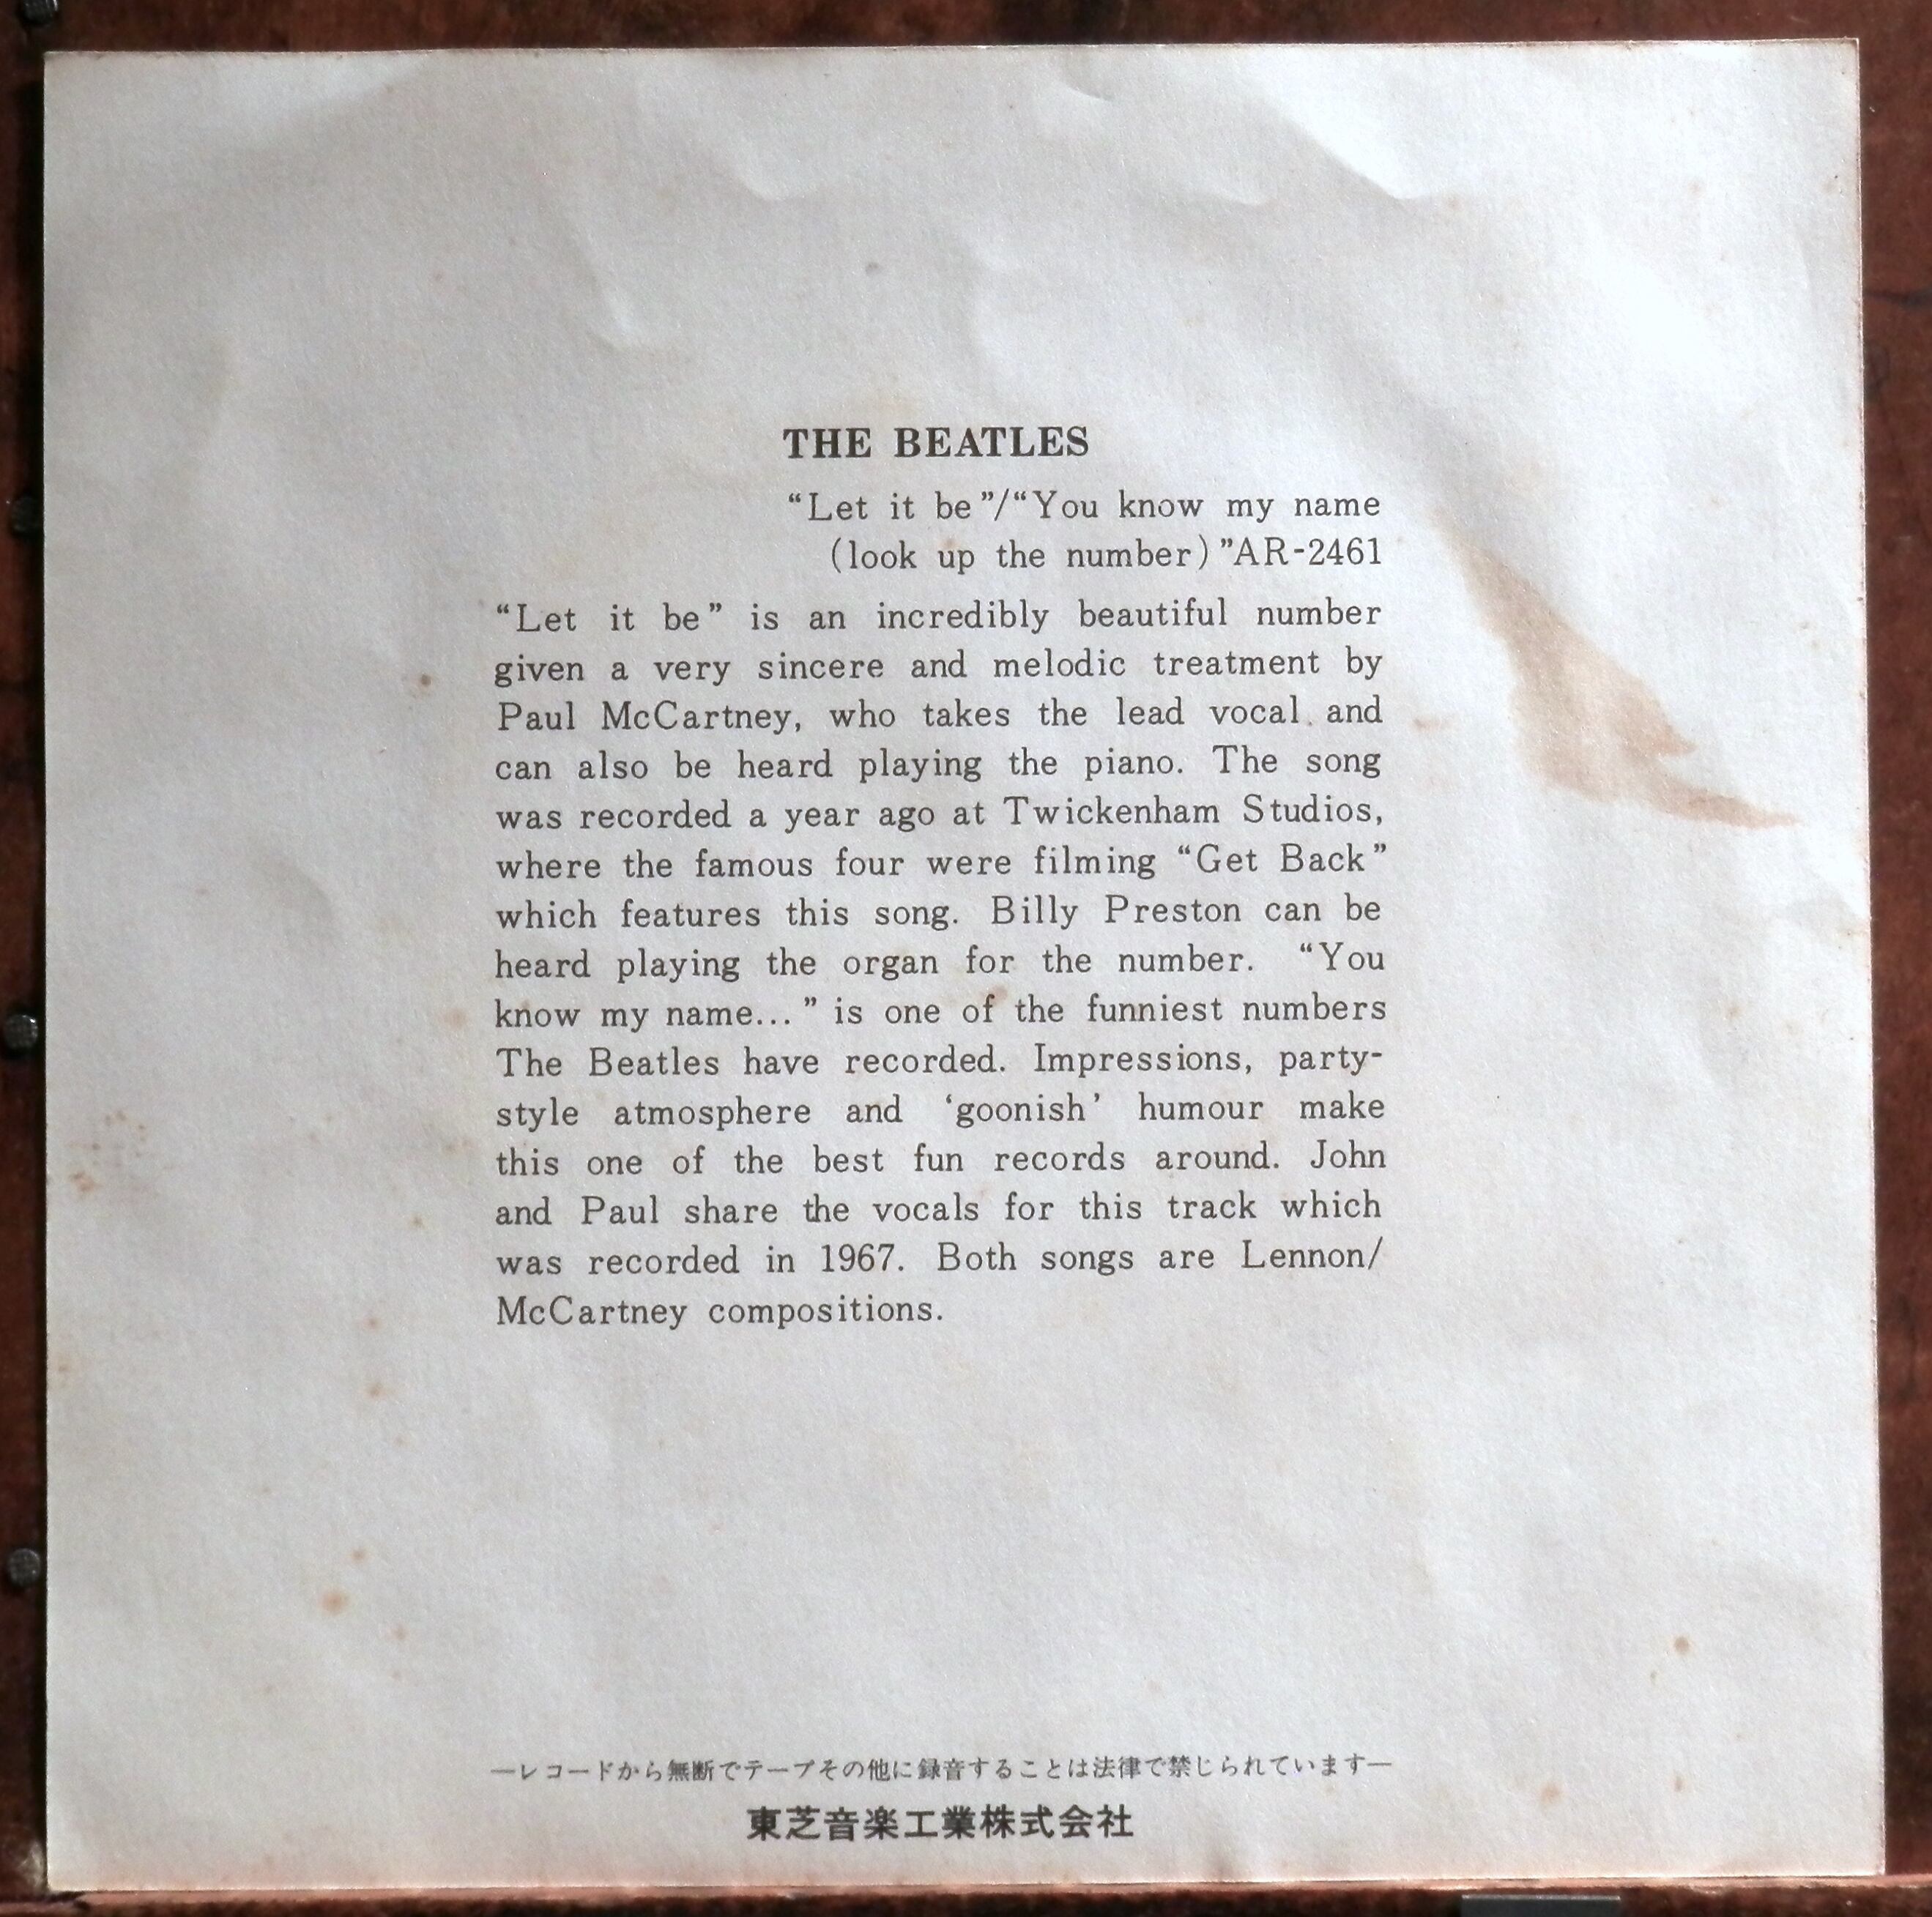 THE BEATLES
“Let it be”/“You know my name
(look up the number)”AR-2461
“Let it be” is an incredibly beautiful number
given a very sincere and melodic treatment by
Paul McCartney, who takes the lead vocal and
can also be heard playing the piano. The song
was recorded a year ago at Twickenham Studios,
where the famous four were filming “Get Back”
which features this song. Billy Preston can be
heard playing the organ for the number. “You
know my name...” is one of the funniest numbers
The Beatles have recorded. Impressions, party-
style atmosphere and ‘goonish’ humour make
this one of the best fun records around. John
and Paul share the vocals for this track which
was recorded in 1967. Both songs are Lennon/
McCartney compositions.
—レコードから無断でテープその他に録音することは法律で禁じられています—
東芝音楽工業株式会社